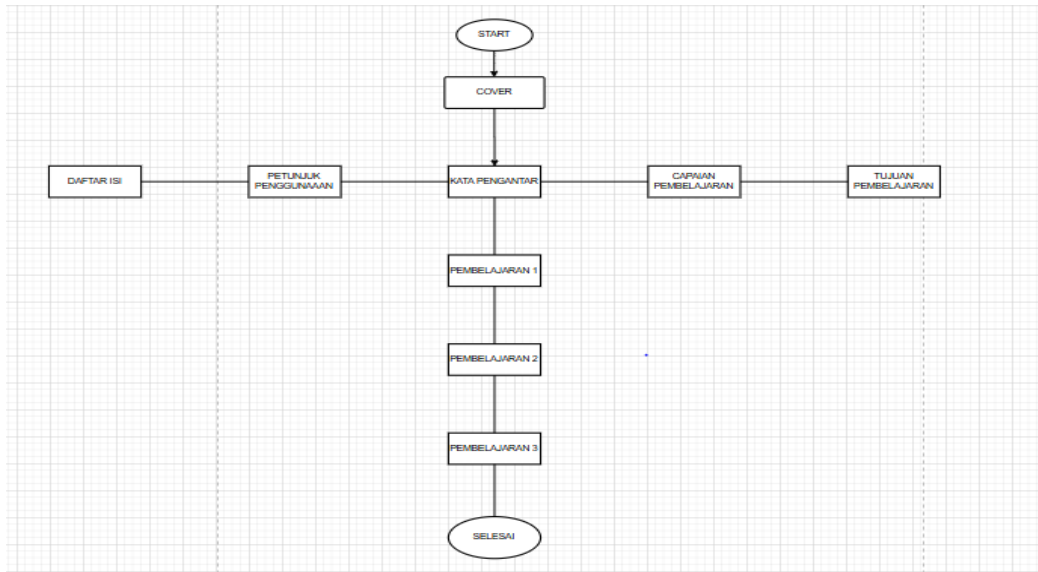 START
COVER
DAFTAR ISI
PETUNJUK
PENGGUNAAAN
KATA PENGANTAR
CAPAIAN
PEMBELAJARAN
TUJUAN
PEMBELAJARAN
PEMBELAJARAN 1
PEMBELAJARAN 2
PEMBELAJARAN 3
SELESAI